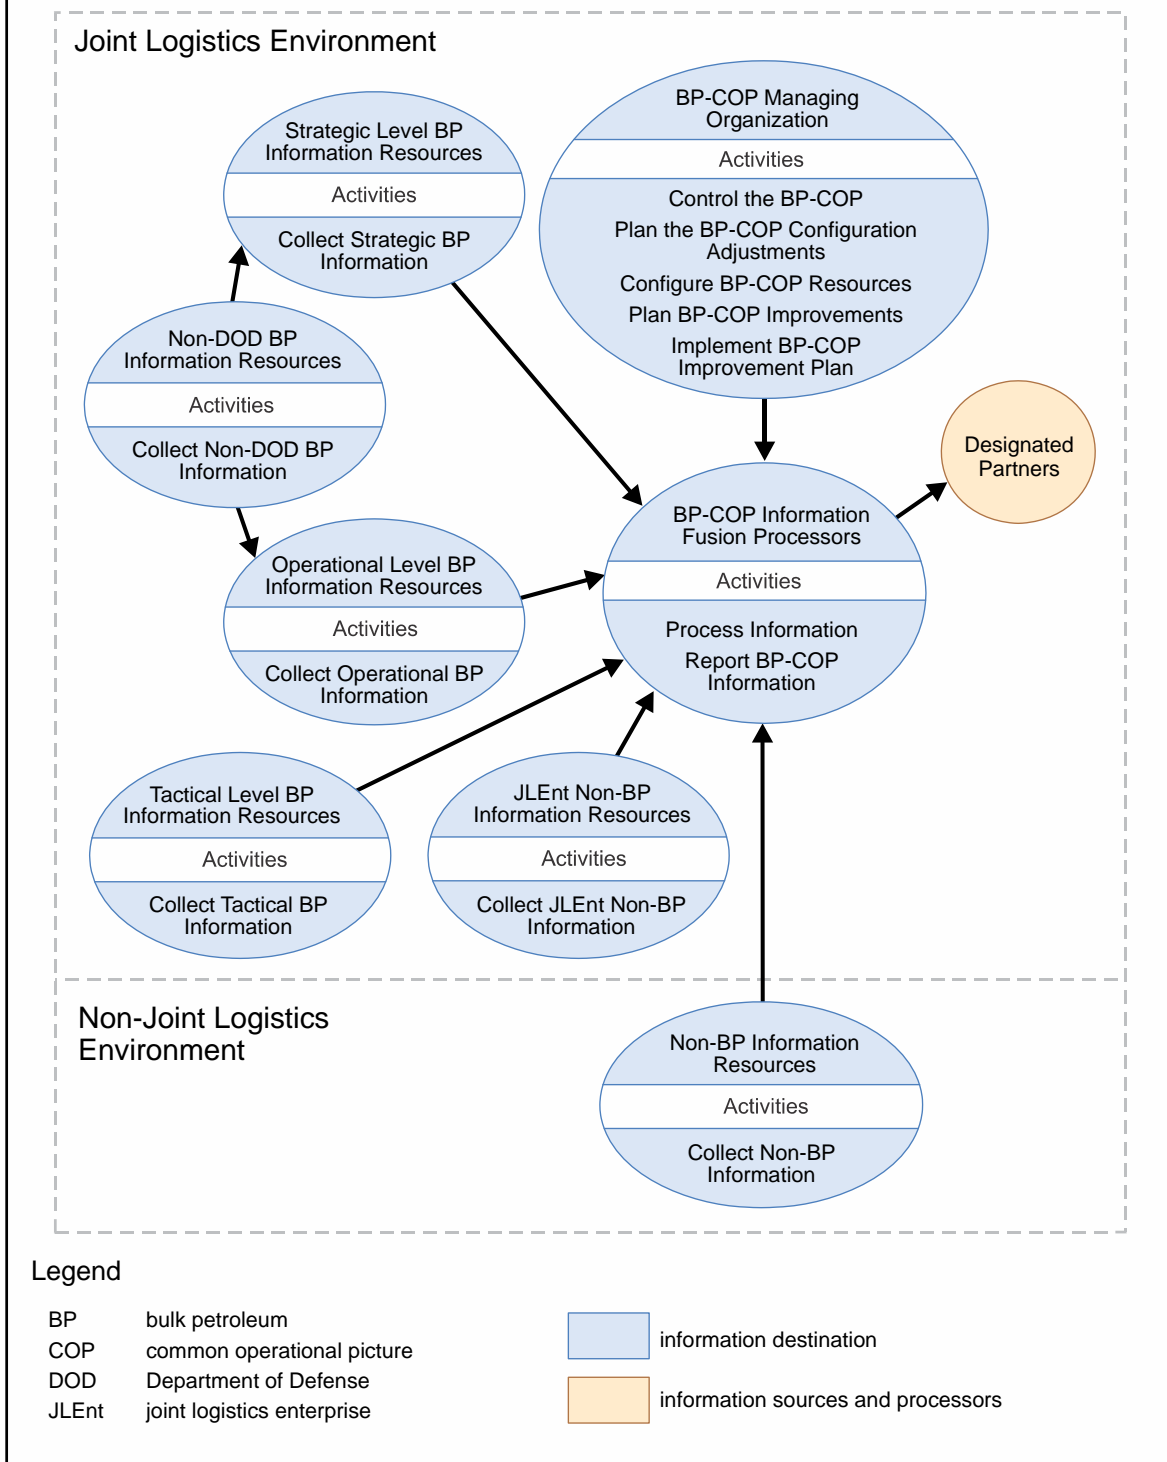 Joint Logistics Environment
Strategic Level BP
Information Resources
Activities
Collect Strategic BP
Information
BP-COP Managing
Organization
Activities
Control the BP-COP
Plan the BP-COP Configuration
Adjustments
Configure BP-COP Resources
Plan BP-COP Improvements
Implement BP-COP
Improvement Plan
Non-DOD BP
Information Resources
Activities
Collect Non-DOD BP
Information
Designated
Partners
Operational Level BP
Information Resources
Activities
Collect Operational BP
Information
BP-COP Information
Fusion Processors
Activities
Process Information
Report BP-COP
Information
Tactical Level BP
Information Resources
Activities
Collect Tactical BP
Information
JLEnt Non-BP
Information Resources
Activities
Collect JLEnt Non-BP
Information
Non-Joint Logistics
Environment
Non-BP Information
Resources
Activities
Collect Non-BP
Information
Legend
BP bulk petroleum
COP common operational picture
DOD Department of Defense
JLEnt joint logistics enterprise
information destination
information sources and processors